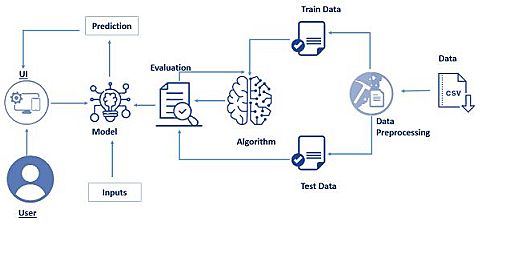 Train Data
Prediction
Data
UI
Evaluation
CSV
Model
Data
Preprocessing
Algorithm
Inputs
Test Data
User